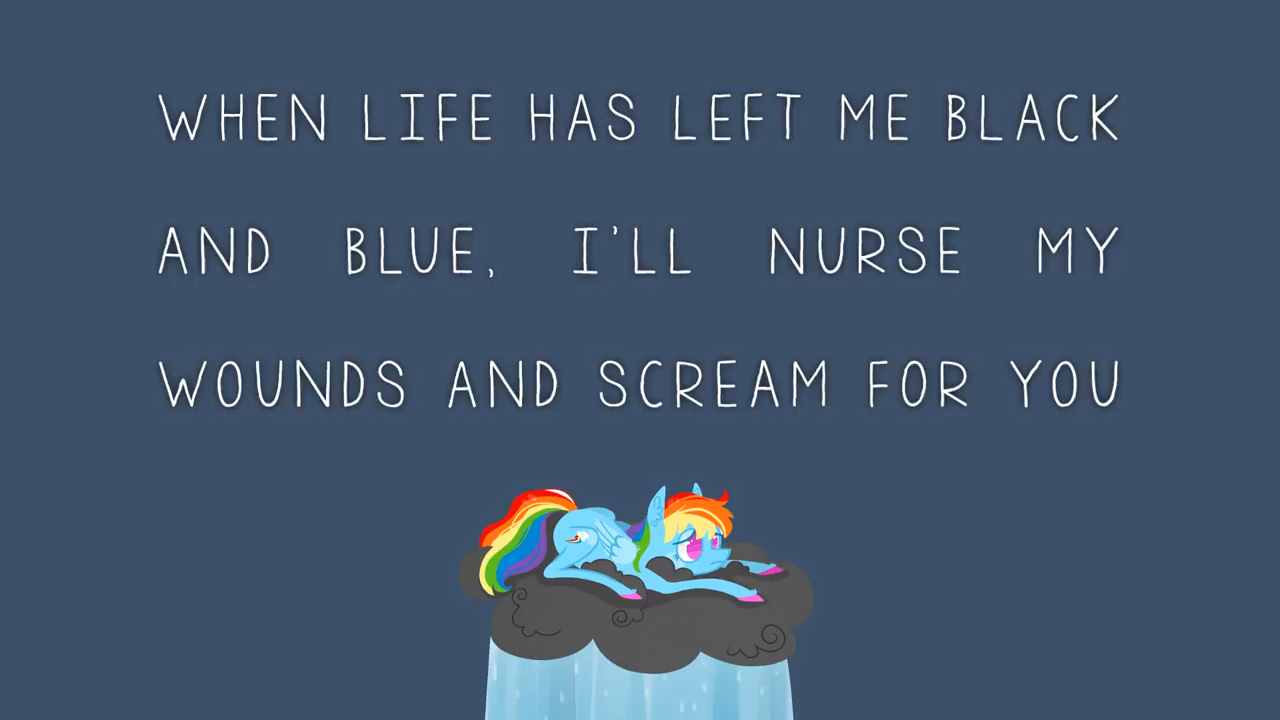 WHEN LIFE HAS LEFT ME BLACK
AND BLUE, I'LL NURSE MY
WOUNDS AND SCREAM FOR YOU